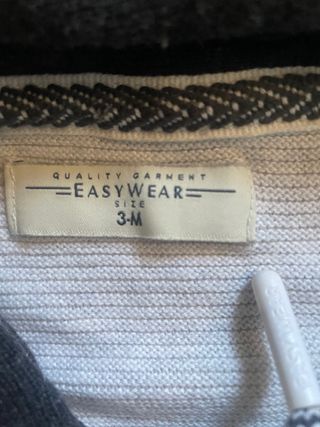 QUALITY GARMENT
EASYWEAR
SIZE
3-M